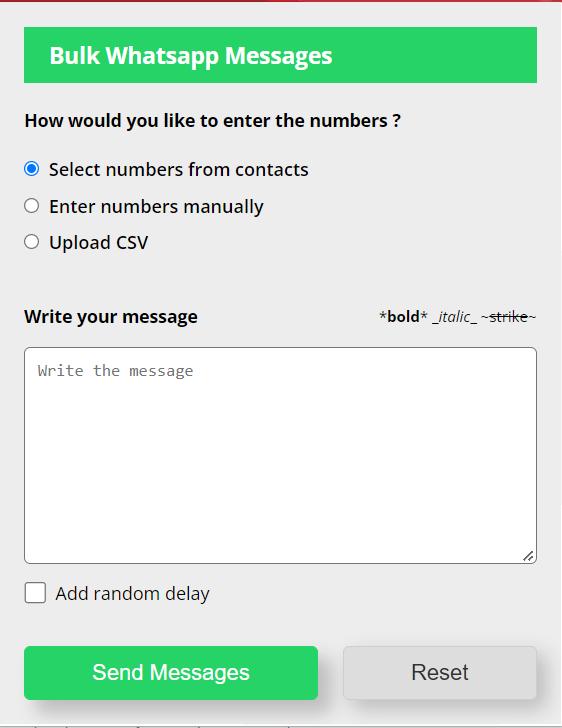 Bulk Whatsapp Messages
How would you like to enter the numbers ?
Select numbers from contacts
Enter numbers manually
Upload CSV
Write your message *bold* _italic_ ~strike~
Write the message
Add random delay
Send Messages Reset